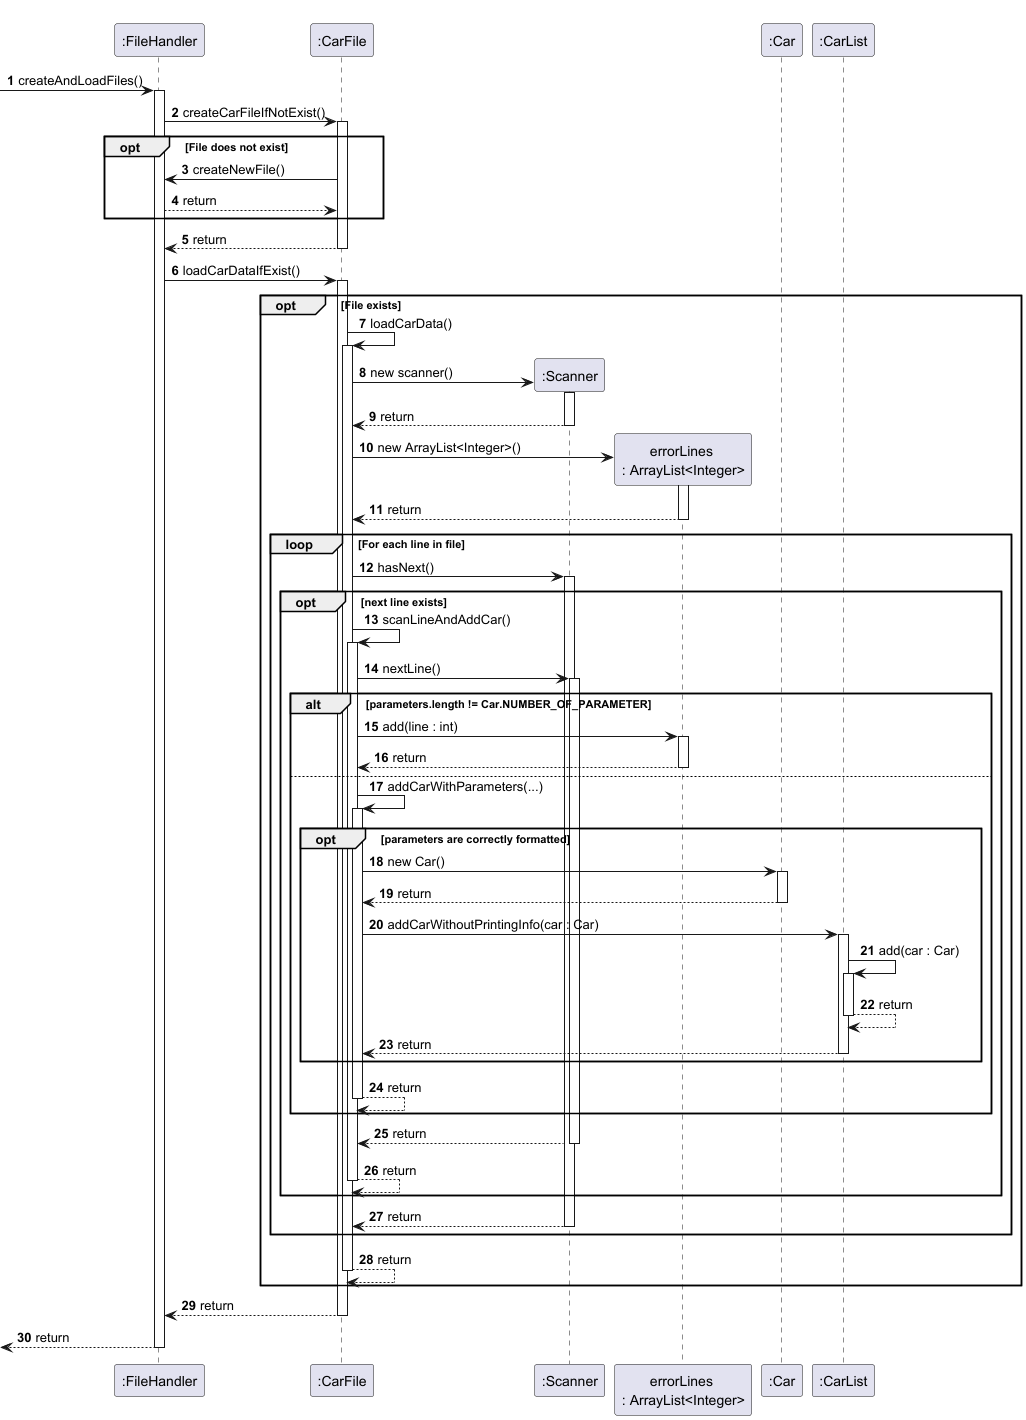 :FileHandler
:CarFile
:Car
:CarList
1 createAndLoadFiles()
2 createCarFileIfNotExist()
opt
[File does not exist]
3 createNewFile()
4 return
5 return
6 loadCarDataIfExist()
opt
[File exists]
7 loadCarData()
8 new scanner()
:Scanner
9 return
10 new ArrayList<Integer>()
errorLines
: ArrayList<Integer>
11 return
loop
[For each line in file]
12 hasNext()
opt
[next line exists]
13 scanLineAndAddCar()
14 nextLine()
alt
[parameters.length != Car.NUMBER_OF_PARAMETER]
15 add(line : int)
16 return
17 addCarWithParameters(...)
opt
[parameters are correctly formatted]
18 new Car()
19 return
20 addCarWithoutPrintingInfo(car : Car)
21 add(car : Car)
22 return
23 return
24 return
25 return
26 return
27 return
28 return
29 return
30 return
:FileHandler
:CarFile
:Scanner
errorLines
: ArrayList<Integer>
:Car
:CarList